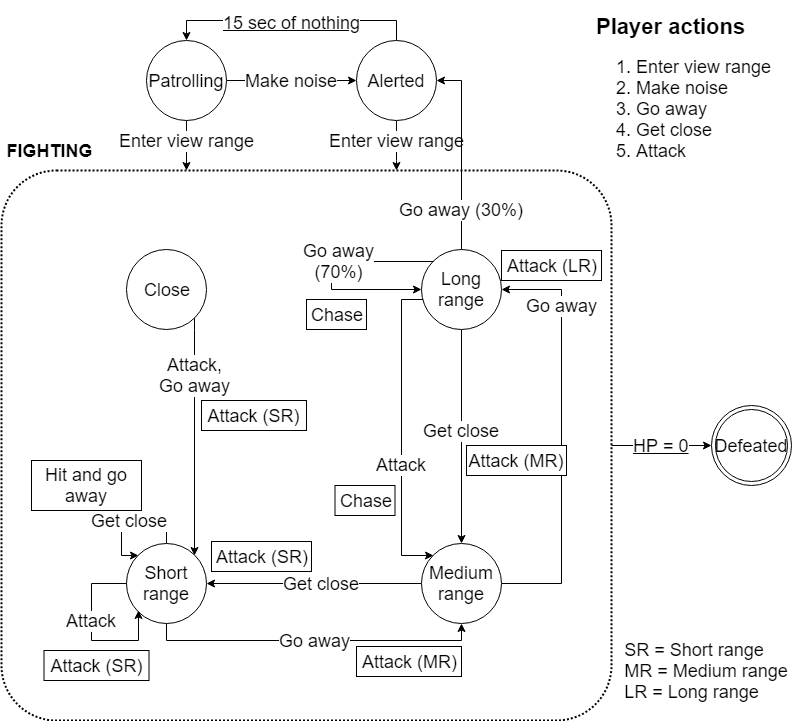 15 sec of nothing
Player actions
1. Enter view range
2. Make noise
3. Go away
4. Get close
5. Attack
Patrolling
Make noise
Alerted
Enter view range
Enter view range
FIGHTING
Go away (30%)
Go away
(70%)
Chase
Long
range
Attack (LR)
Go away
Close
Attack,
Go away
Attack (SR)
Get close
Attack (MR)
Attack
Chase
HP = 0
Defeated
Hit and go
away
Get close
Short
range
Attack (SR)
Get close
Medium
range
Attack
Attack (SR)
Go away
Attack (MR)
SR = Short range
MR = Medium range
LR = Long range